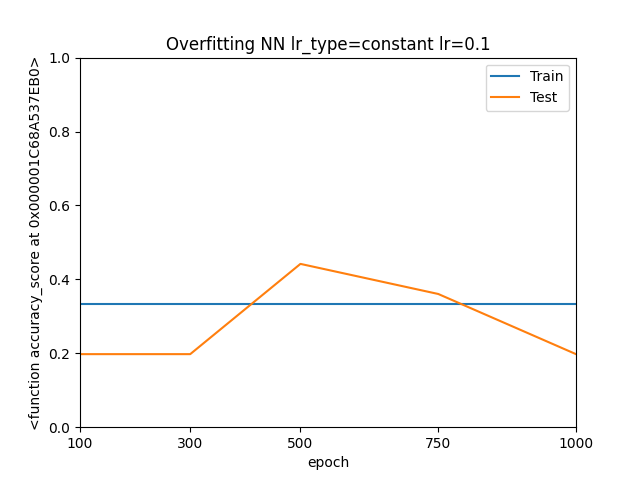 Overfitting NN lr_type=constant lr=0.1
<function accuracy_score at 0x000001C68A537EB0>
1.0
0.8
0.6
0.4
0.2
0.0
Train
Test
100 300 500 750 1000
epoch